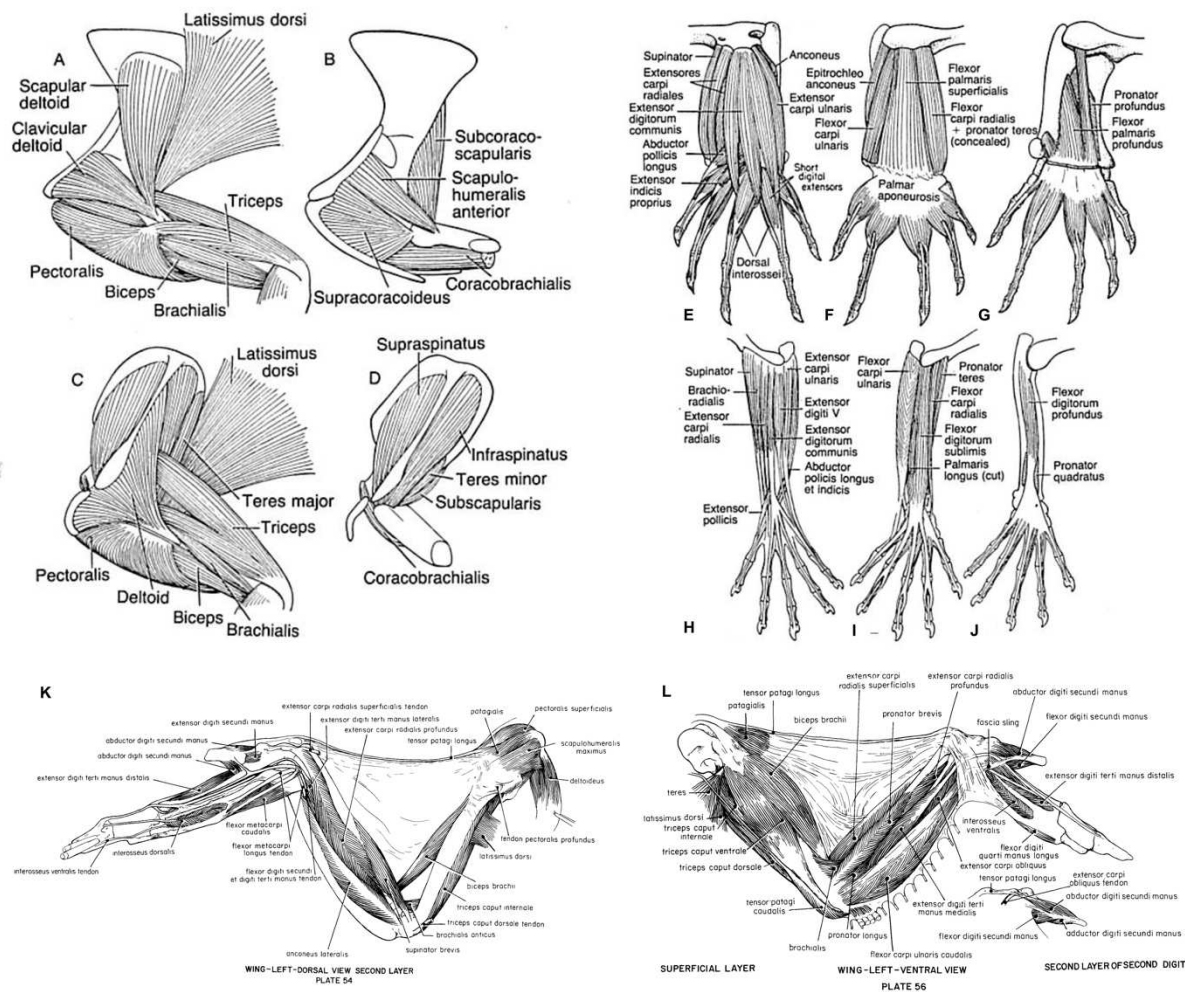 A
Latissimus dorsi
Scapular
deltoid
Clavicular
deltoid
Triceps
Pectoralis
Biceps
Brachialis
B
Subcoraco-
scapularis
Scapulo-
humeralis
anterior
Coracobrachialis
Supracoracoideus
C
Latissimus
dorsi
Teres major
Triceps
Pectoralis
Deltoid
Biceps
Brachialis
D
Supraspinatus
Infraspinatus
Teres minor
Subscapularis
Coracobrachialis
Supinator
Extensores
carpi
radiales
Extensor
digitorum
communis
Abductor
pollicis
longus
Extensor
indicis
proprius
Anconeus
Extensor
carpi ulnaris
Short
digital
extensors
Dorsal
interossei
E
Epitrochleo
anconeus
Flexor
carpi
ulnaris
Flexor
palmaris
superficialis
Flexor
carpi radialis
+ pronator teres
(concealed)
Palmar
aponeurosis
F
Pronator
profundus
Flexor
palmaris
profundus
G
Supinator
Brachio-
radialis
Extensor
carpi
radialis
Extensor
pollicis
Extensor
carpi
ulnaris
Extensor
digiti V
Extensor
digitorum
communis
Abductor
policis longus
et indicis
H
Flexor
carpi
ulnaris
Pronator
teres
Flexor
carpi
radialis
Flexor
digitorum
sublimis
Palmaris
longus (cut)
I
Flexor
digitorum
profundus
Pronator
quadratus
J
K
extensor carpi radialis superficialis tendon
extensor digiti secundi manus
extensor digiti terti manus lateralis
extensor carpi radialis profundus
abductor digiti secundi manus
abductor digiti secundi manus
tensor patagi longus
patagialis
pectoralis superficialis
scapulohumeralis
maximus
extensor digiti terti manus distalis
deltoideus
flexor metacarpi
caudalis
flexor metacarpi
longus tendon
interosseus dorsalis
tendon pectoralis profundus
latissimus dorsi
interosseus ventralis tendon
flexor digiti secundi
et digiti terti manus tendon
biceps brachii
triceps caput internale
triceps caput dorsale tendon
brachialis anticus
supinator brevis
anconeus lateralis
WING-LEFT-DORSAL VIEW SECOND LAYER
PLATE 54
L
extensor carpi
radialis superficialis
extensor carpi radialis
profundus
tensor patagi longus
patagialis
abductor digiti secundi manus
biceps brachii
pronator brevis
fascia sling
flexor digiti secundi manus
extensor digiti terti manus distalis
teres
latissimus dorsi
triceps caput
internale
triceps caput ventrale
triceps caput dorsale
interosseus
ventralis
flexor digiti
quarti manus longus
extensor carpi obliquus
tensor patagi longus
extensor carpi
obliquus tendon
abductor digiti secundi manus
tensor patagi
caudalis
extensor digiti terti
manus medialis
flexor digiti secundi manus
adductor digiti secundi manus
pronator longus
brachialis
flexor carpi ulnaris caudalis
SUPERFICIAL LAYER
WING-LEFT-VENTRAL VIEW
SECOND LAYER OF SECOND DIGIT
PLATE 56